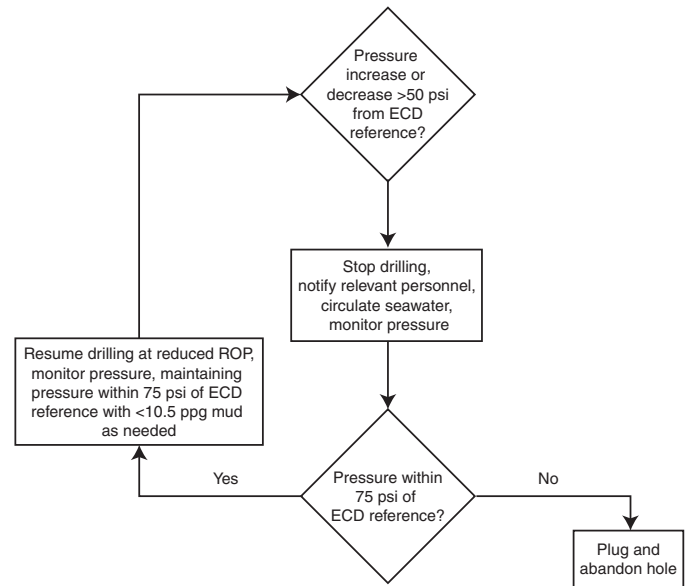 Pressure
increase or
decrease >50 psi
from ECD
reference?
Stop drilling,
notify relevant personnel,
circulate seawater,
monitor pressure
Resume drilling at reduced ROP,
monitor pressure, maintaining
pressure within 75 psi of ECD
reference with <10.5 ppg mud
as needed
Yes
Pressure within
75 psi of
ECD reference?
No
Plug and
abandon hole